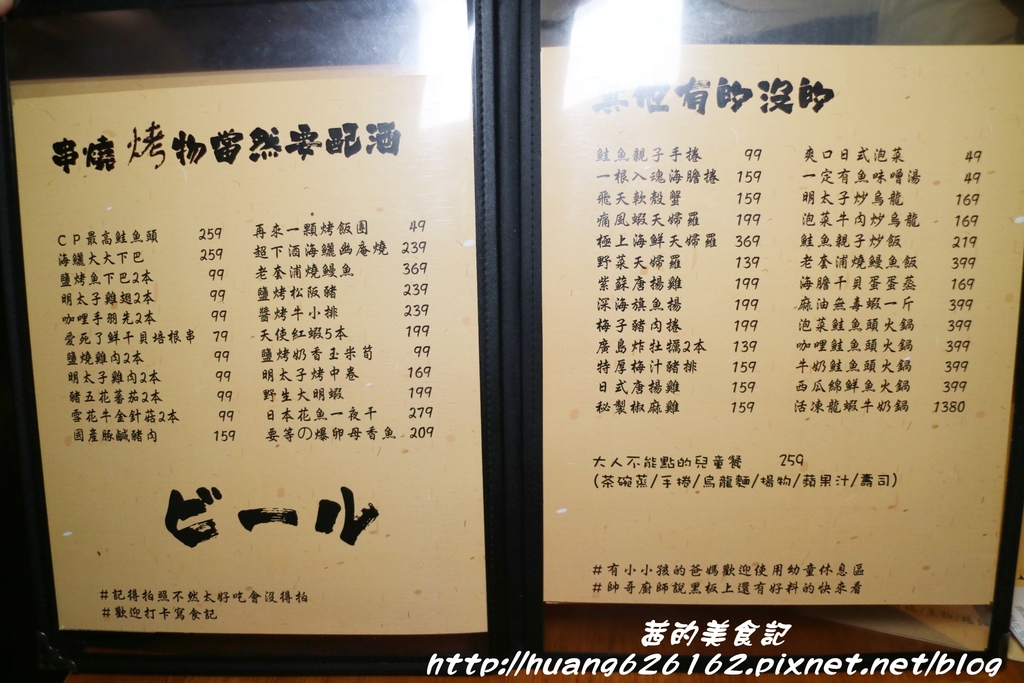 串燒烤物當然要配酒
CP最高鮭魚頭 259
海鱺大大下巴 259
鹽烤魚下巴2本 99
明太子雞翅2本 99
咖哩手羽先2本 99
愛死了鮮干貝培根串 79
鹽燒雞肉2本 99
明太子雞肉2本 99
豬五花蕃茄2本 99
雪花牛金針菇2本 99
国產豚鹹豬肉 159
再來一顆烤飯團 49
超下酒海鱺幽庵燒 239
老套浦燒鰻魚 369
鹽烤松阪豬 239
醬烤牛小排 239
天使紅蝦5本 199
鹽烤奶香玉米筍 99
明太子烤中卷 169
野生大明蝦 199
日本花魚一夜干 279
要等の爆卵母香魚 209
ビール
#記得拍照不然太好吃會沒得拍
#歡迎打卡寫食記
其他有的沒的
鮭魚親子手捲 99
一根入魂海膽捲 159
飛天軟殼蟹 159
痛風蝦天婦羅 199
極上海鮮天婦羅 369
野菜天婦羅 139
紫蘇唐揚雞 199
深海旗魚揚 199
梅子豬肉捲 199
廣島炸牡犡2本 139
特厚梅汁豬排 159
日式唐揚雞 159
秘製椒麻雞 159
爽口日式泡菜 49
一定有魚味噌湯 49
明太子炒烏龍 169
泡菜牛肉炒烏龍 169
鮭魚親子炒飯 219
老套浦燒鰻魚飯 399
海膽干貝蛋蛋蒸 169
麻油無毒蝦一斤 399
泡菜鮭魚頭火鍋 399
咖哩鮭魚頭火鍋 399
牛奶鮭魚頭火鍋 399
西瓜綿鮮魚火鍋 399
活凍龍蝦牛奶鍋 1380
大人不能點的兒童餐 259
(茶碗蒸/手捲/烏龍麵/揚物/蘋果汁/壽司)
#有小小孩的爸媽歡迎使用幼童休息區
#帥哥廚師說黑板上還有好料的快來看
茜的美食記
http://huang626162.pixnet.net/blog